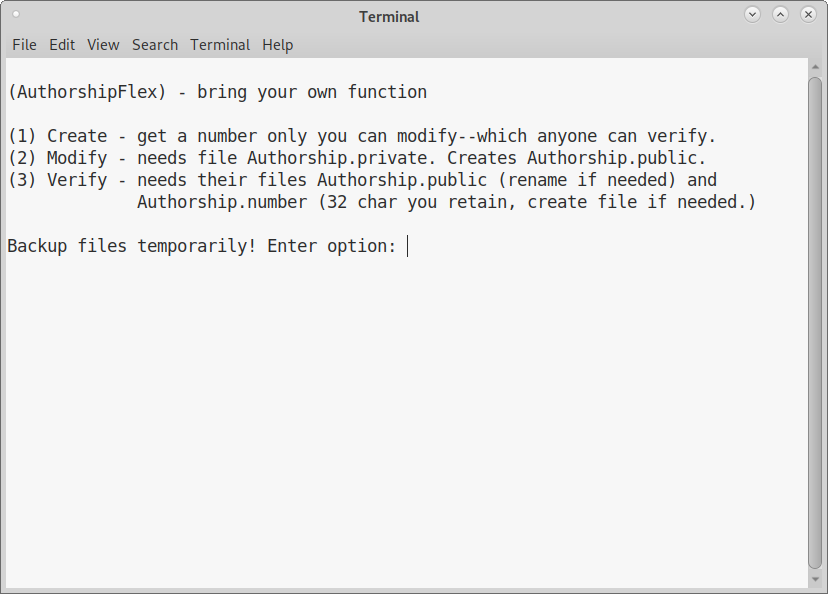 Terminal
File Edit View Search Terminal Help
(AuthorshipFlex) - bring your own function
(1) Create - get a number only you can modify--which anyone can verify.
(2) Modify - needs file Authorship.private. Creates Authorship.public.
(3) Verify - needs their files Authorship.public (rename if needed) and
Authorship.number (32 char you retain, create file if needed.)
Backup files temporarily! Enter option: